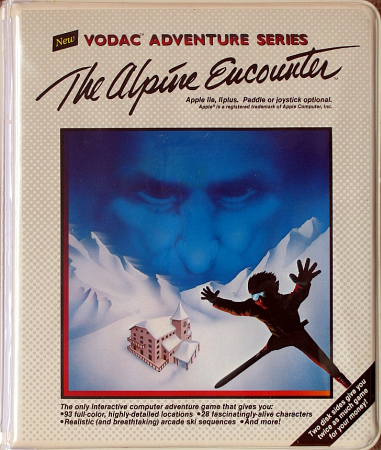 New VODAC™ ADVENTURE SERIES
The Alpine Encounter™
Apple IIe, IIplus. Paddle or joystick optional.
Apple® is a registered trademark of Apple Computer, Inc.
The only interactive computer adventure game that gives you:
•93 full-color, highly-detailed locations •28 fascinatingly-alive characters
•Realistic (and breathtaking) arcade ski sequences •And more!
Two disk sides give you
twice as much game
for your money!